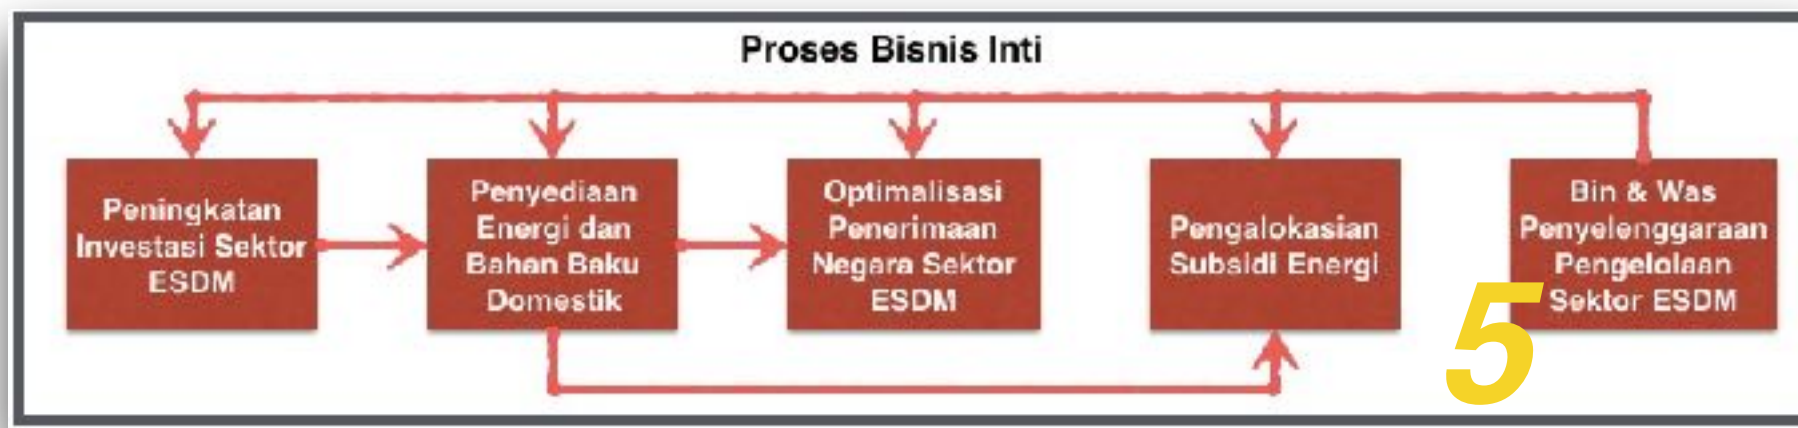 Proses Bisnis Inti
Peningkatan
Investasi Sektor
ESDM
Penyediaan
Energi dan
Bahan Baku
Domestik
Optimalisasi
Penerimaan
Negara Sektor
ESDM
Pengalokasian
Subsidi Energi
Bin & Was
Penyelenggaraan
Pengelolaan
Sektor ESDM
5